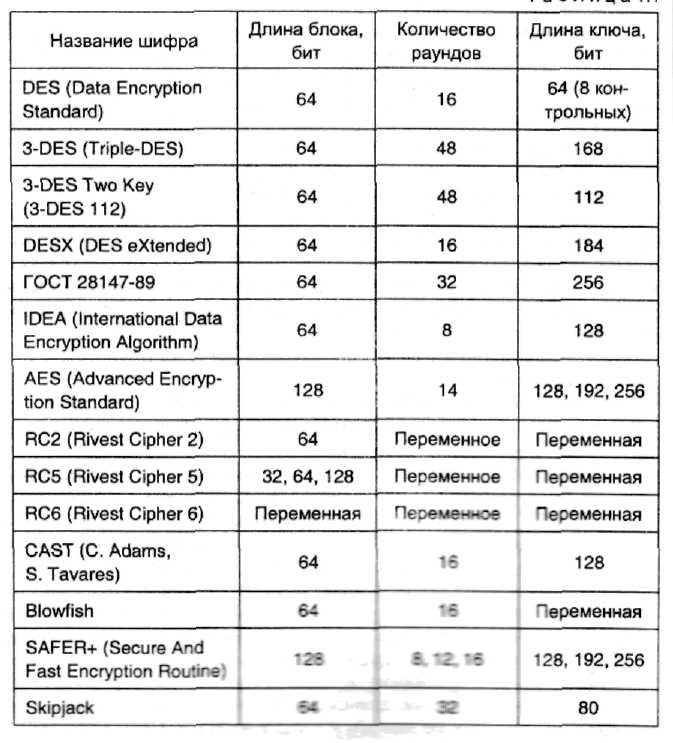 Название шифра Длина блока, бит Количество раундов Длина ключа, бит
DES (Data Encryption Standard) 64 16 64 (8 кон-трольных)
3-DES (Triple-DES) 64 48 168
3-DES Two Key (3-DES 112) 64 48 112
DESX (DES eXtended) 64 16 184
ГОСТ 28147-89 64 32 256
IDEA (International Data Encryption Algorithm) 64 8 128
AES (Advanced Encryp-tion Standard) 128 14 128, 192, 256
RC2 (Rivest Cipher 2) 64 Переменное Переменная
RC5 (Rivest Cipher 5) 32, 64, 128 Переменное Переменная
RC6 (Rivest Cipher 6) Переменная Переменное Переменная
CAST (C. Adams, S. Tavares) 64 16 128
Blowfish 64 16 Переменная
SAFER+ (Secure And Fast Encryption Routine) 128 8, 12, 16 128, 192, 256
Skipjack 64 32 80